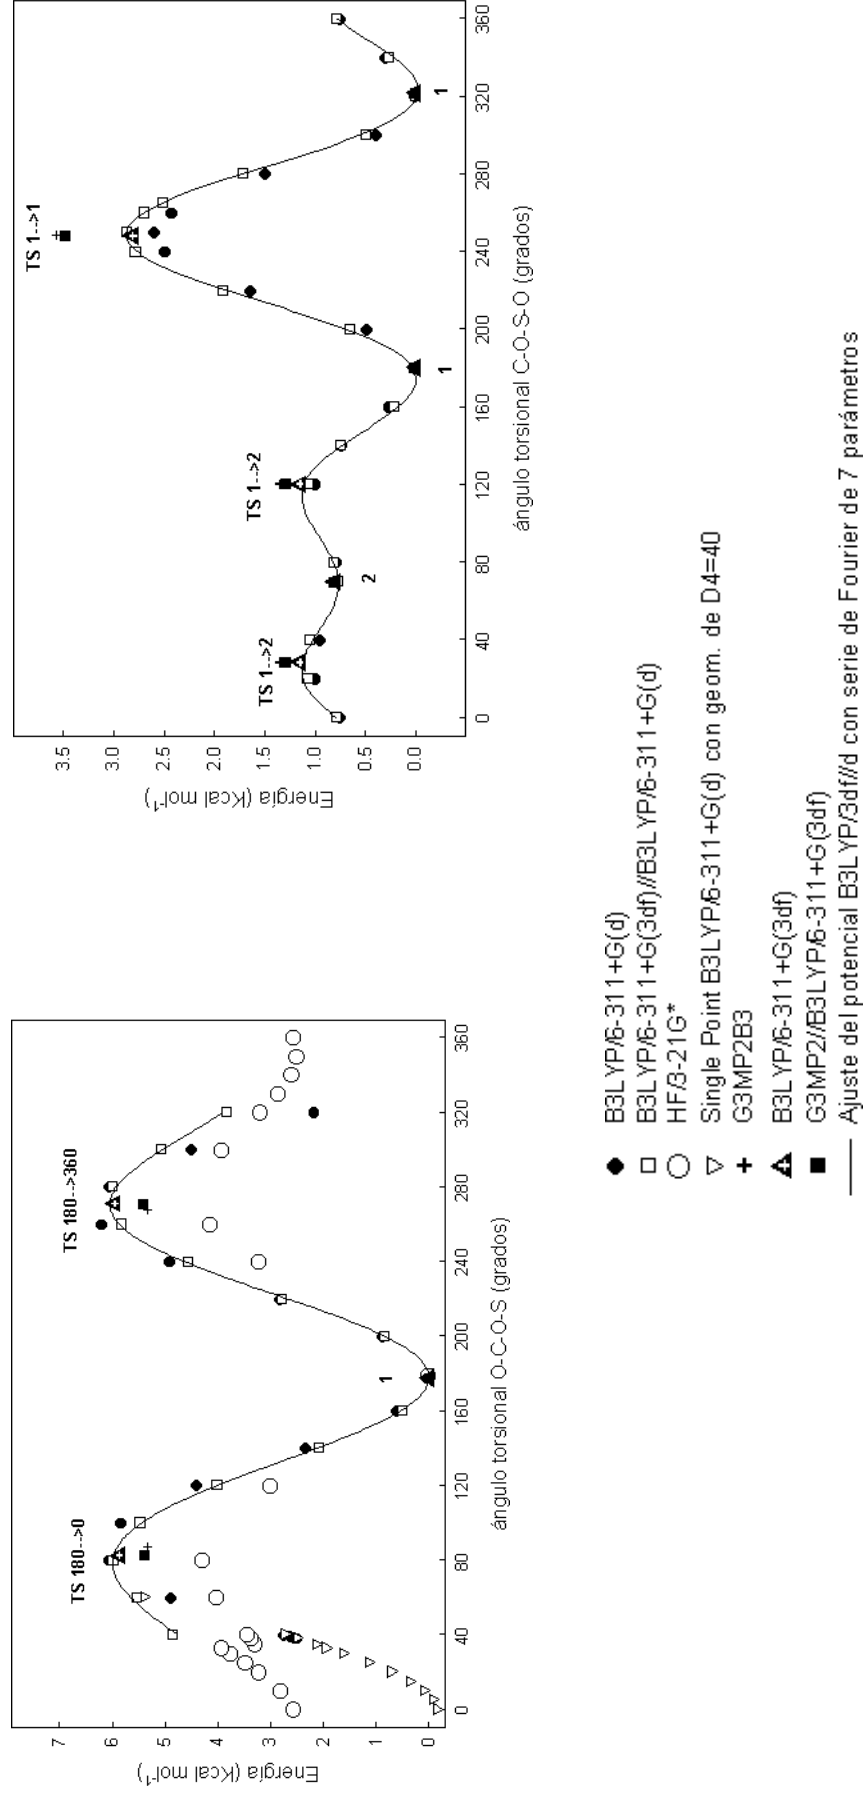 7
6
5
4
3
2
1
0
Energía (Kcal mol⁻¹)
TS 180-->0
TS 180-->360
1
0
40
80
120
160
200
240
280
320
360
ángulo torsional O-C-O-S (grados)
3.5
3.0
2.5
2.0
1.5
1.0
0.5
0.0
Energía (Kcal mol⁻¹)
TS 1-->2
TS 1-->2
TS 1-->1
2
1
1
0
40
80
120
160
200
240
280
320
360
ángulo torsional C-O-S-O (grados)
B3LYP/6-311+G(d)
B3LYP/6-311+G(3df)//B3LYP/6-311+G(d)
HF/3-21G*
Single Point B3LYP/6-311+G(d) con geom. de D4=40
G3MP2B3
B3LYP/6-311+G(3df)
G3MP2//B3LYP/6-311+G(3df)
Ajuste del potencial B3LYP/3df//d con serie de Fourier de 7 parámetros